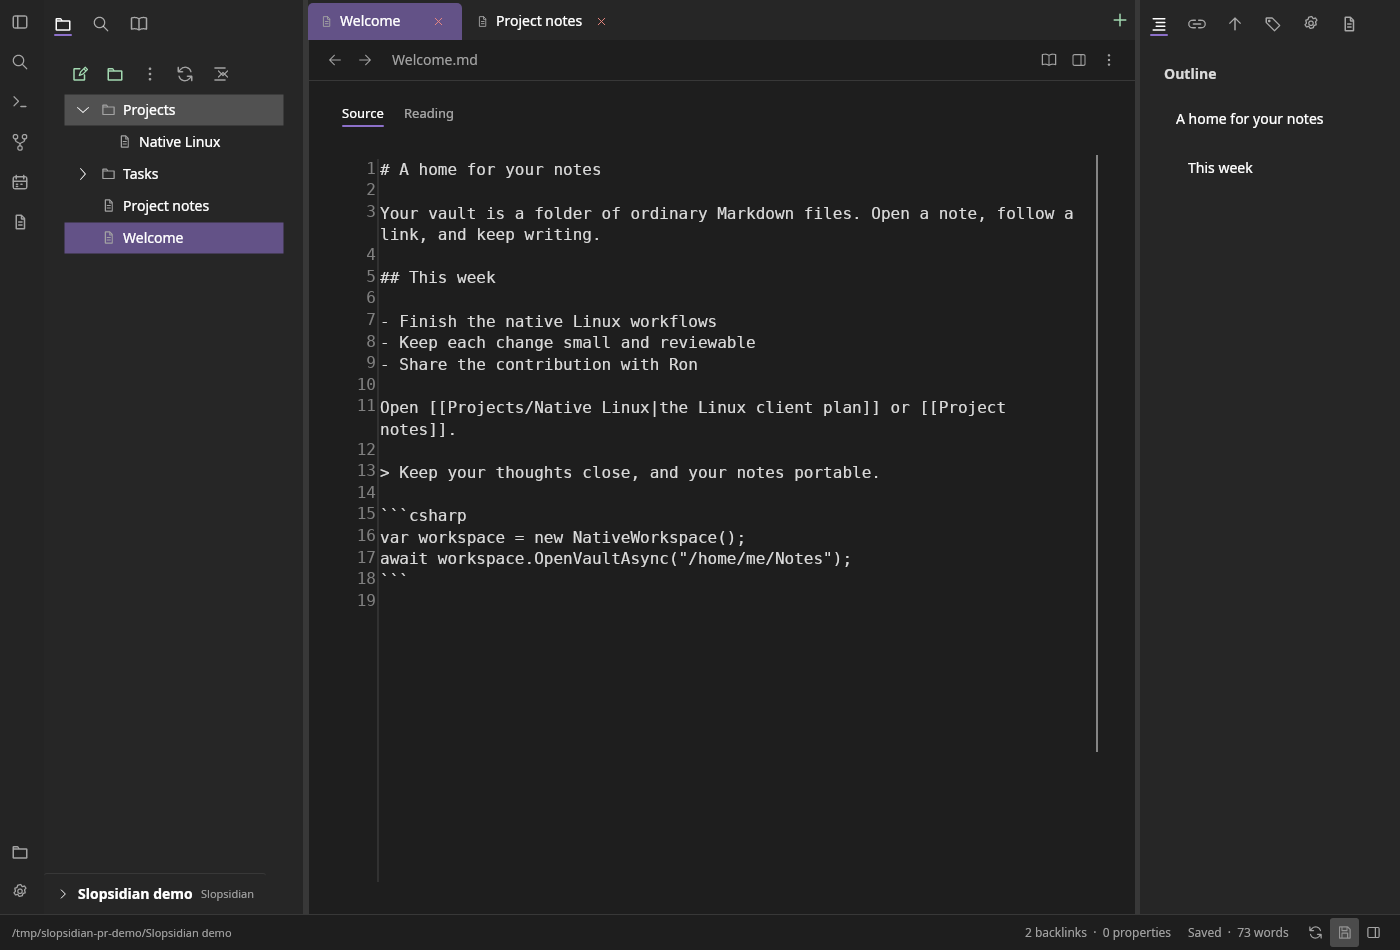 Welcome
Project notes
Welcome.md
Source Reading
Projects
Native Linux
Tasks
Project notes
Welcome
1 # A home for your notes
2
3 Your vault is a folder of ordinary Markdown files. Open a note, follow a
link, and keep writing.
4
5 ## This week
6
7 - Finish the native Linux workflows
8 - Keep each change small and reviewable
9 - Share the contribution with Ron
10
11 Open [[Projects/Native Linux|the Linux client plan]] or [[Project
notes]].
12
13 > Keep your thoughts close, and your notes portable.
14
15 ```csharp
16 var workspace = new NativeWorkspace();
17 await workspace.OpenVaultAsync("/home/me/Notes");
18 ```
19
Outline
A home for your notes
This week
Slopsidian demo Slopsidian
/tmp/slopsidian-pr-demo/Slopsidian demo
2 backlinks · 0 properties Saved · 73 words